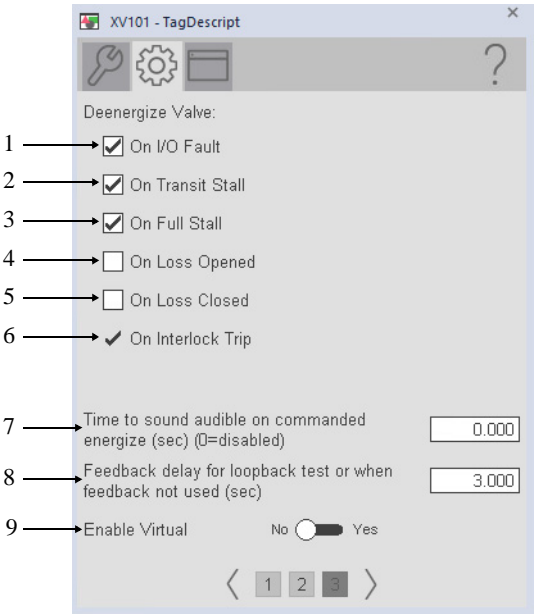 XV101 - TagDescript
×
?
Deenergize Valve:
1 On I/O Fault
2 On Transit Stall
3 On Full Stall
4 On Loss Opened
5 On Loss Closed
6 On Interlock Trip
7 Time to sound audible on commanded
energize (sec) (0=disabled) 0.000
8 Feedback delay for loopback test or when
feedback not used (sec) 3.000
9 Enable Virtual No Yes
1 2 3